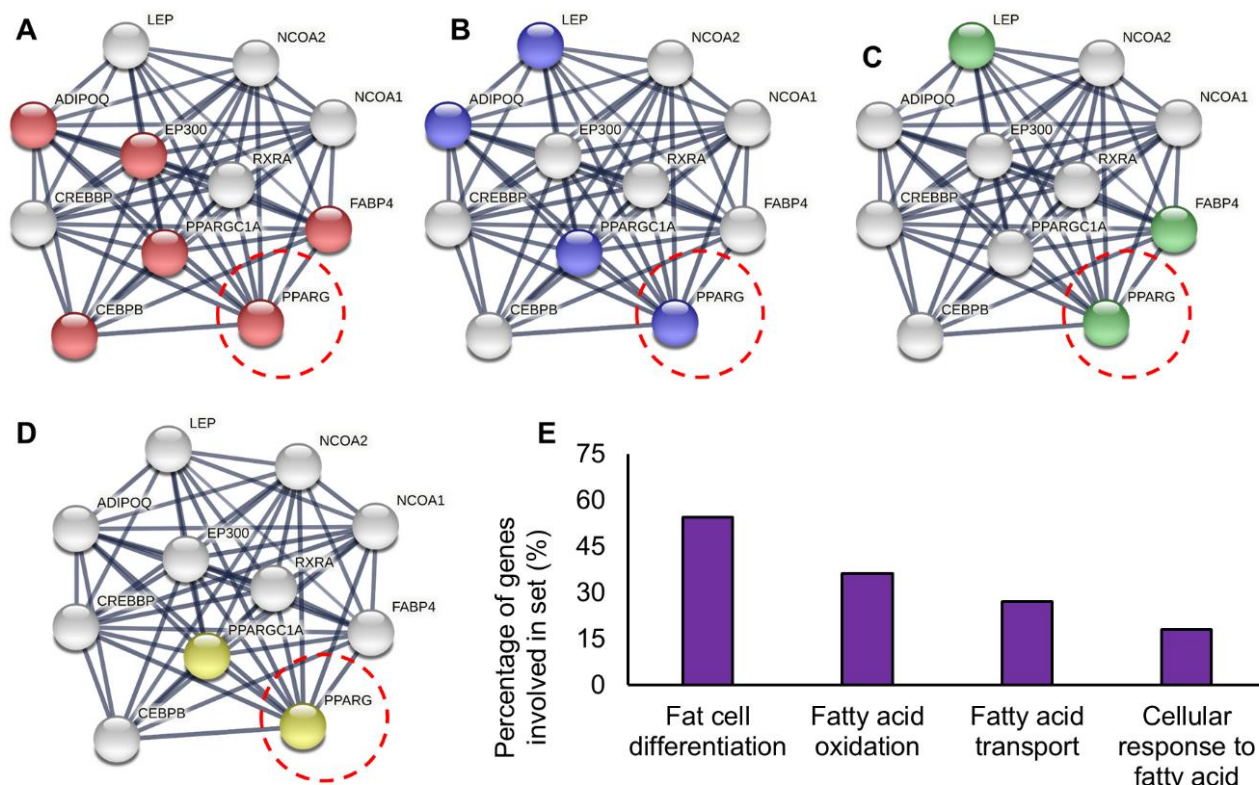 A
LEP
NCOA2
ADIPOQ
NCOA1
EP300
RXRA
CREBBP
FABP4
PPARGC1A
CEBPB
PPARG
B
LEP
NCOA2
ADIPOQ
NCOA1
EP300
RXRA
CREBBP
FABP4
PPARGC1A
CEBPB
PPARG
C
LEP
NCOA2
ADIPOQ
NCOA1
EP300
RXRA
CREBBP
FABP4
PPARGC1A
CEBPB
PPARG
D
LEP
NCOA2
ADIPOQ
NCOA1
EP300
RXRA
CREBBP
FABP4
PPARGC1A
CEBPB
PPARG
E
Percentage of genes
involved in set (%)
75
60
45
30
15
0
Fat cell
differentiation
Fatty acid
oxidation
Fatty acid
transport
Cellular
response to
fatty acid